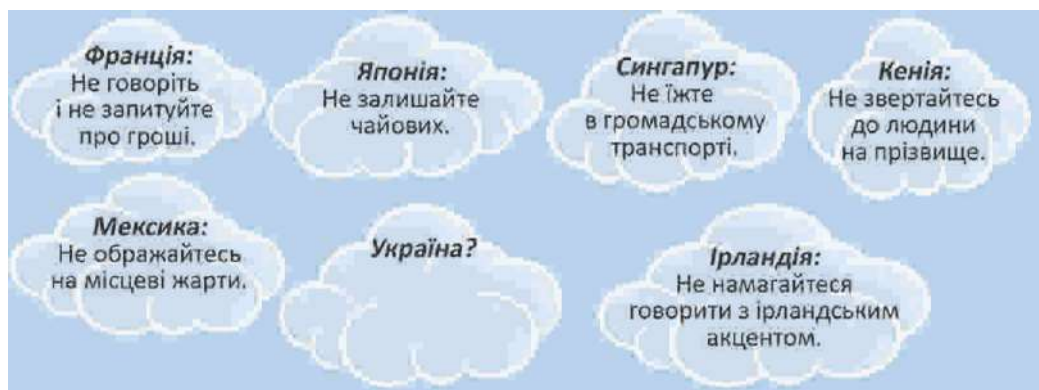 Франція:
Не говоріть
і не запитуйте
про гроші.
Японія:
Не залишайте
чайових.
Сингапур:
Не їжте
в громадському
транспорті.
Кенія:
Не звертайтесь
до людини
на прізвище.
Мексика:
Не ображайтесь
на місцеві жарти.
Україна?
Ірландія:
Не намагайтеся
говорити з ірландським
акцентом.